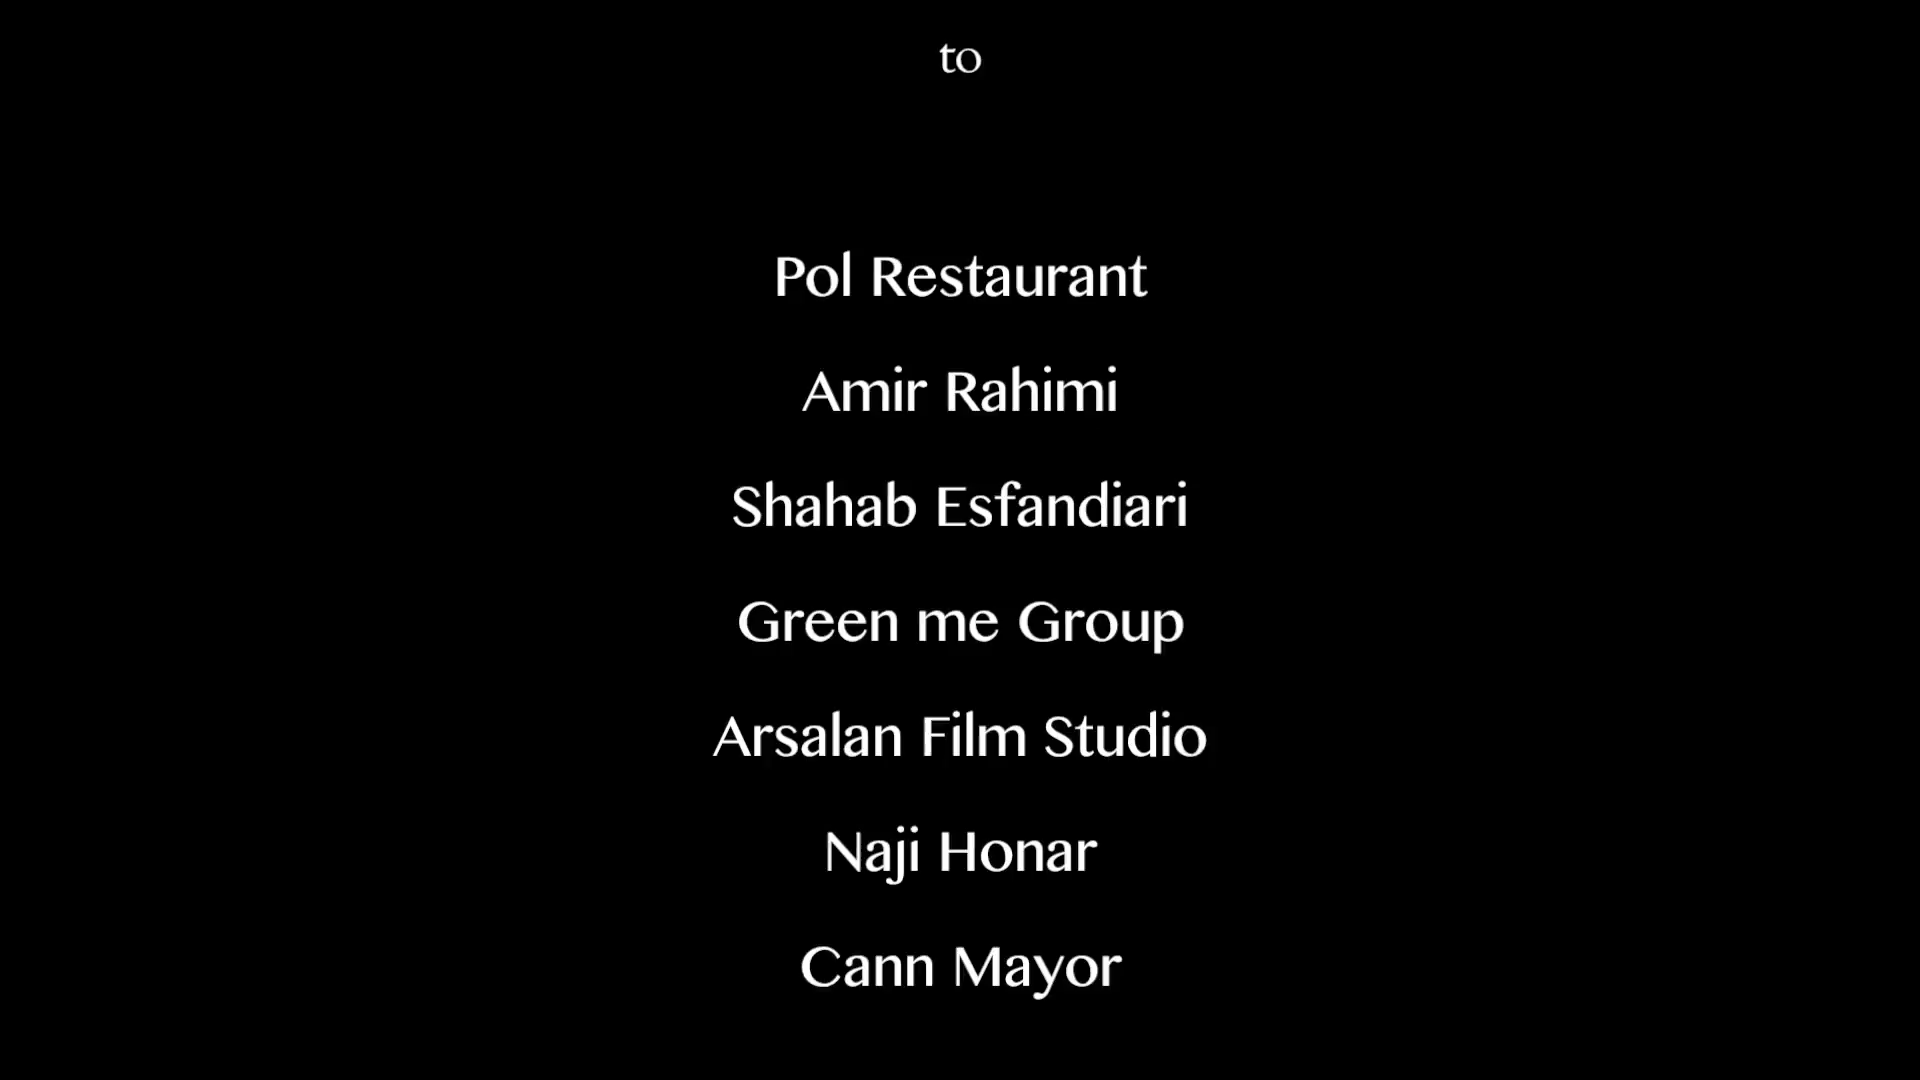 to
Pol Restaurant
Amir Rahimi
Shahab Esfandiari
Green me Group
Arsalan Film Studio
Naji Honar
Cann Mayor